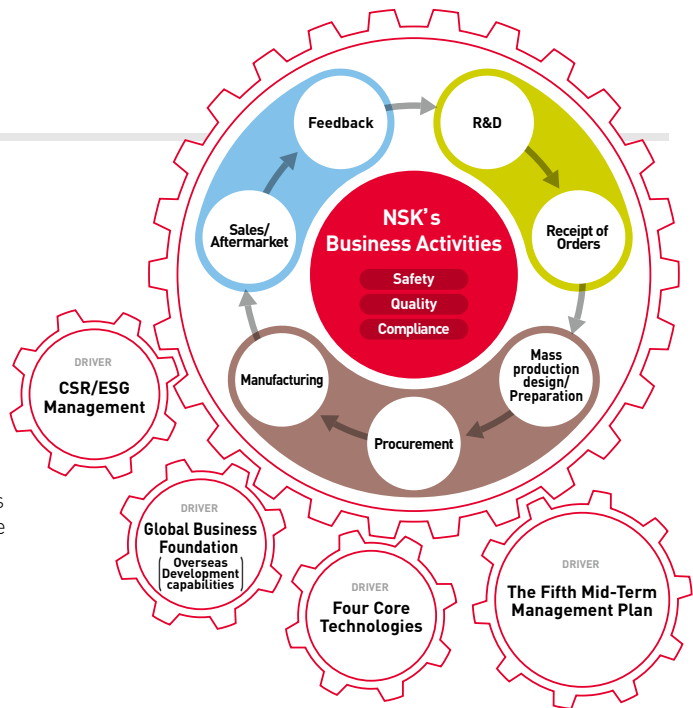 Feedback
R&D
Sales/
Aftermarket
NSK's
Business Activities
Safety
Quality
Compliance
Receipt of
Orders
Manufacturing
Mass
production
design/
Preparation
Procurement
DRIVER
CSR/ESG
Management
s
e
DRIVER
Global Business
Foundation
Overseas
Development
capabilities
DRIVER
Four Core
Technologies
DRIVER
The Fifth Mid-Term
Management Plan